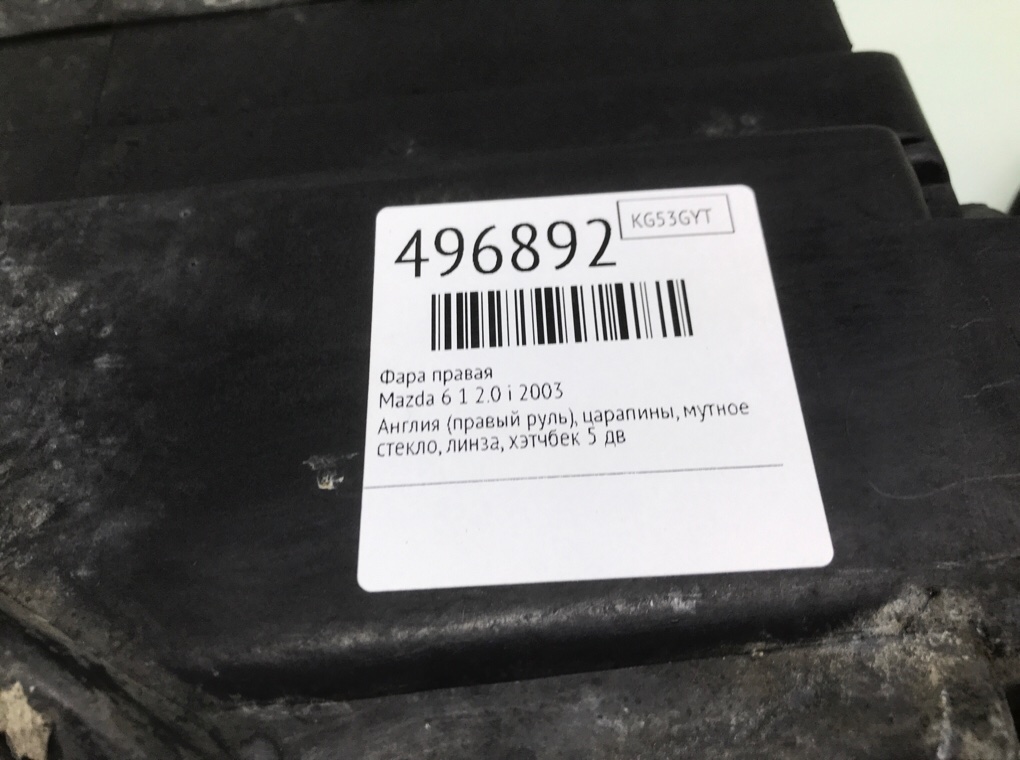 496892
KG53GYT
Фара правая
Mazda 6 1 2.0 i 2003
Англия (правый руль), царапины, мутное
стекло, линза, хэтчбек 5 дв